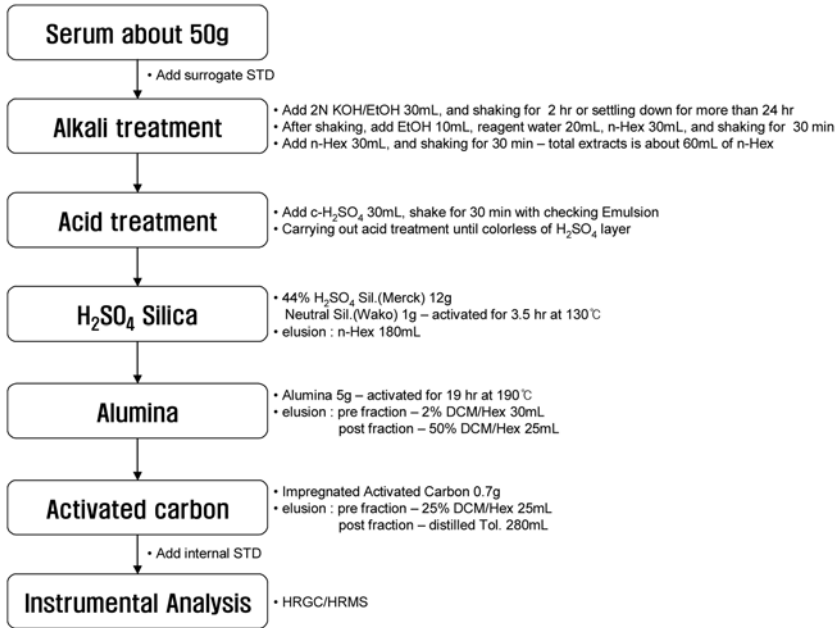 Serum about 50g
• Add surrogate STD
Alkali treatment
• Add 2N KOH/EtOH 30mL, and shaking for 2 hr or settling down for more than 24 hr
• After shaking, add EtOH 10mL, reagent water 20mL, n-Hex 30mL, and shaking for 30 min
• Add n-Hex 30mL, and shaking for 30 min – total extracts is about 60mL of n-Hex
Acid treatment
• Add c-H₂SO₄ 30mL, shake for 30 min with checking Emulsion
• Carrying out acid treatment until colorless of H₂SO₄ layer
H₂SO₄ Silica
• 44% H₂SO₄ Sil.(Merck) 12g
Neutral Sil.(Wako) 1g – activated for 3.5 hr at 130℃
• elusion : n-Hex 180mL
Alumina
• Alumina 5g – activated for 19 hr at 190℃
• elusion : pre fraction – 2% DCM/Hex 30mL
post fraction – 50% DCM/Hex 25mL
Activated carbon
• Impregnated Activated Carbon 0.7g
• elusion : pre fraction – 25% DCM/Hex 25mL
post fraction – distilled Tol. 280mL
• Add internal STD
Instrumental Analysis
• HRGC/HRMS